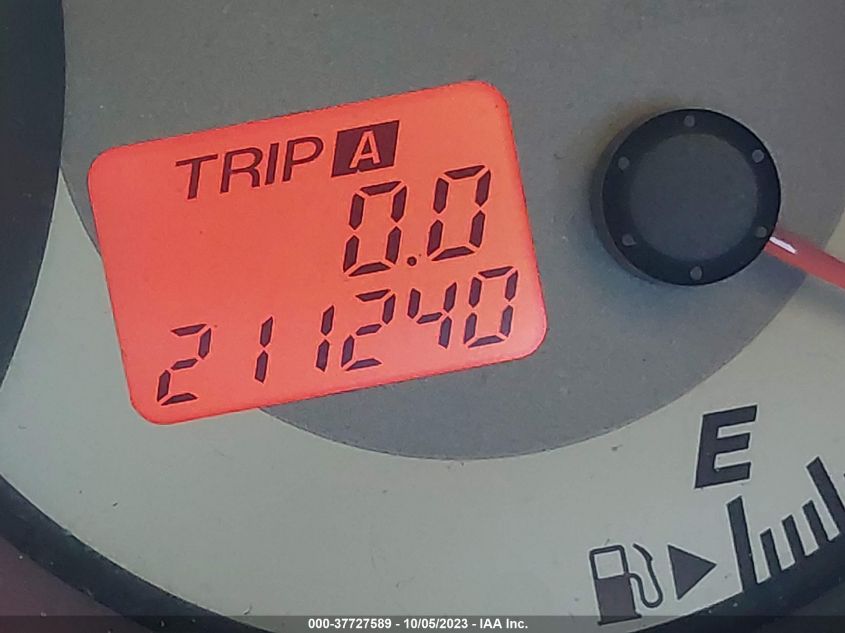 TRIP A
0.0
211240
E
000-37727589 - 10/05/2023 - IAA Inc.